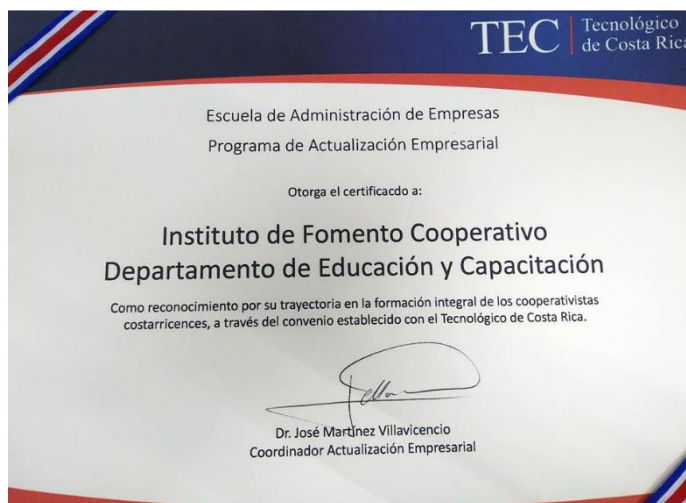 TEC
Tecnológico
de Costa Rica
Escuela de Administración de Empresas
Programa de Actualización Empresarial
Otorga el certificacdo a:
Instituto de Fomento Cooperativo
Departamento de Educación y Capacitación
Como reconocimiento por su trayectoria en la formación integral de los cooperativistas
costarricences, a través del convenio establecido con el Tecnológico de Costa Rica.
Dr. José Martínez Villavicencio
Coordinador Actualización Empresarial